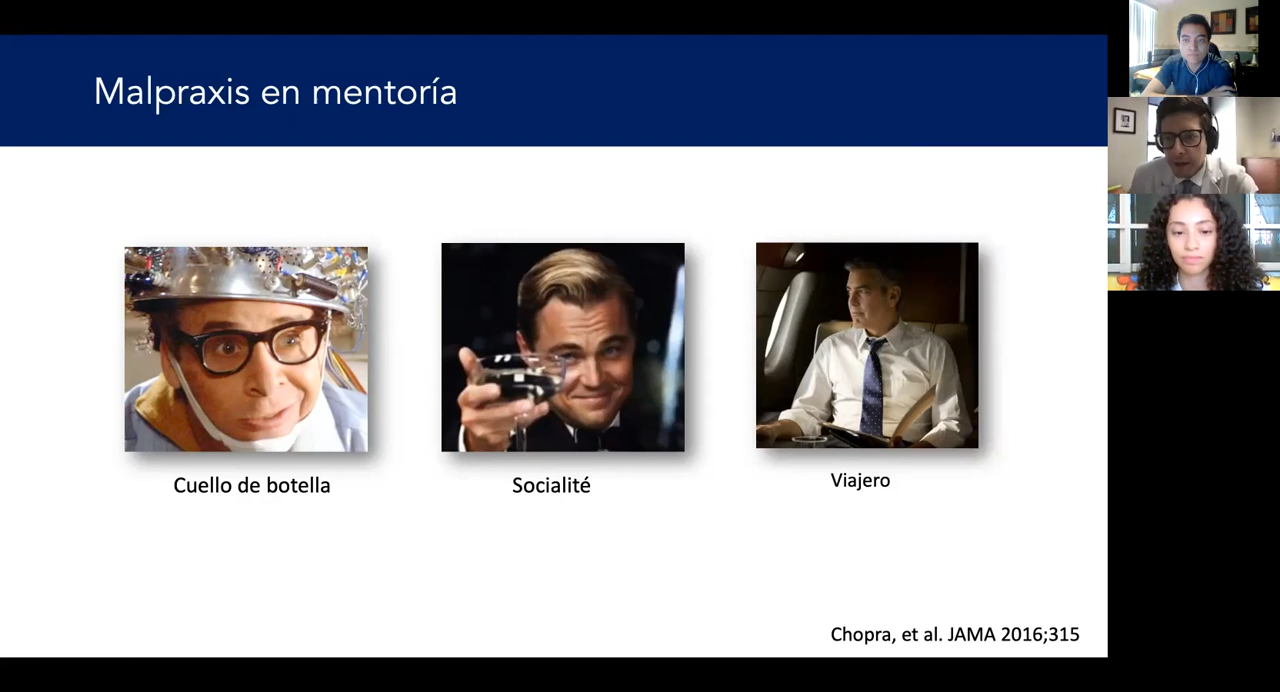 Malpraxis en mentoría
Cuello de botella
Socialité
Viajero
Chopra, et al. JAMA 2016;315